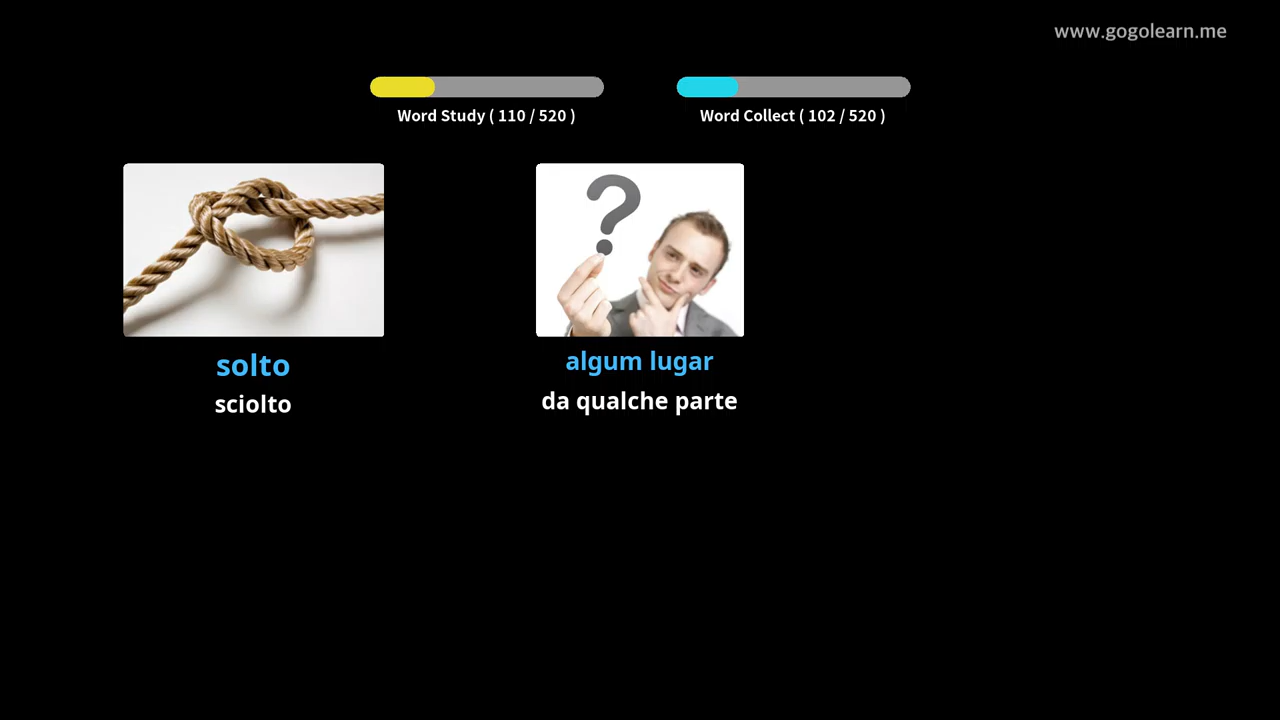 www.gogolearn.me
Word Study ( 110 / 520 )
Word Collect ( 102 / 520 )
solto
sciolto
algum lugar
da qualche parte